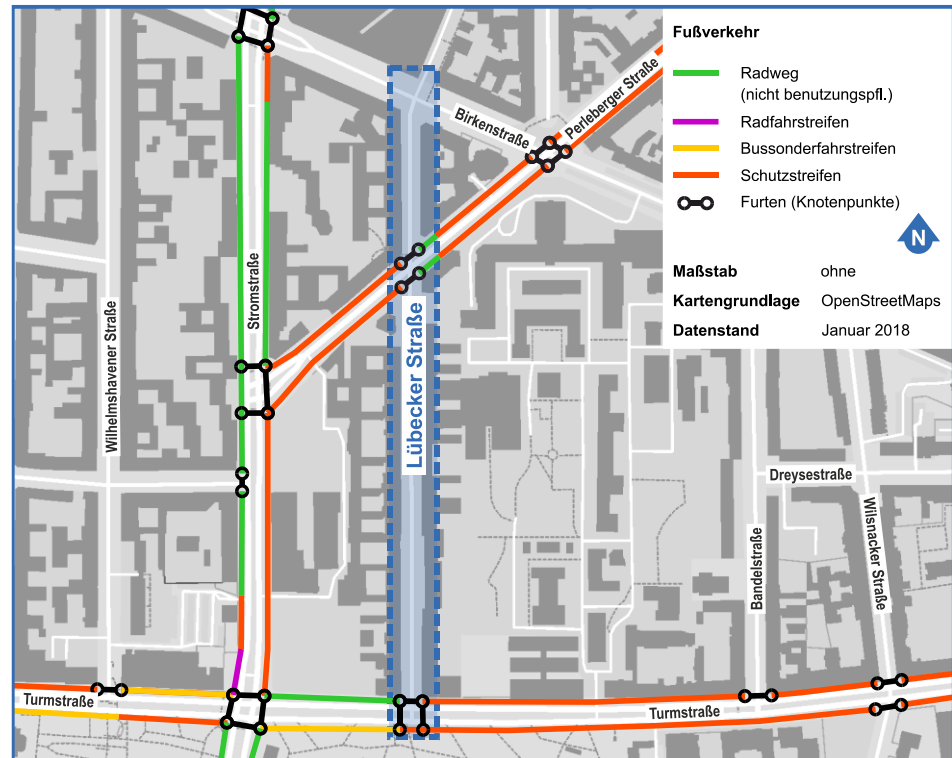 Fußverkehr
Radweg
(nicht benutzungspfl.)
Radfahrstreifen
Bussonderfahrstreifen
Schutzstreifen
Furten (Knotenpunkte)
N
Maßstab ohne
Kartengrundlage OpenStreetMaps
Datenstand Januar 2018
Birkenstraße
Perleberger Straße
Stromstraße
Wilhelmshavener Straße
Lübecker Straße
Dreysestraße
Bandelstraße
Wilsnacker Straße
Turmstraße
Turmstraße